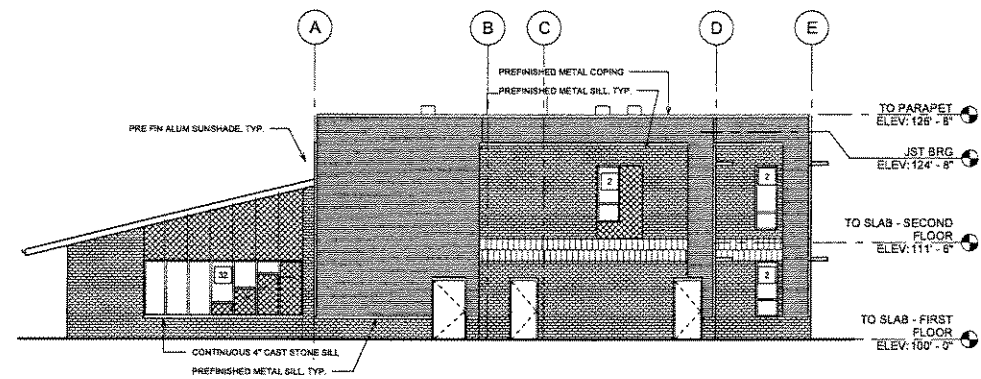 A B C D E
PREFINISHED METAL COPING
PREFINISHED METAL SILL, TYP.
TO PARAPET
ELEV: 126' - 8"
PRE FIN ALUM SUNSHADE, TYP.
JST BRG
ELEV: 124' - 8"
2
2
TO SLAB - SECOND
FLOOR
ELEV: 111' - 6"
32
2
TO SLAB - FIRST
FLOOR
ELEV: 100' - 0"
CONTINUOUS 4" CAST STONE SILL
PREFINISHED METAL SILL, TYP.